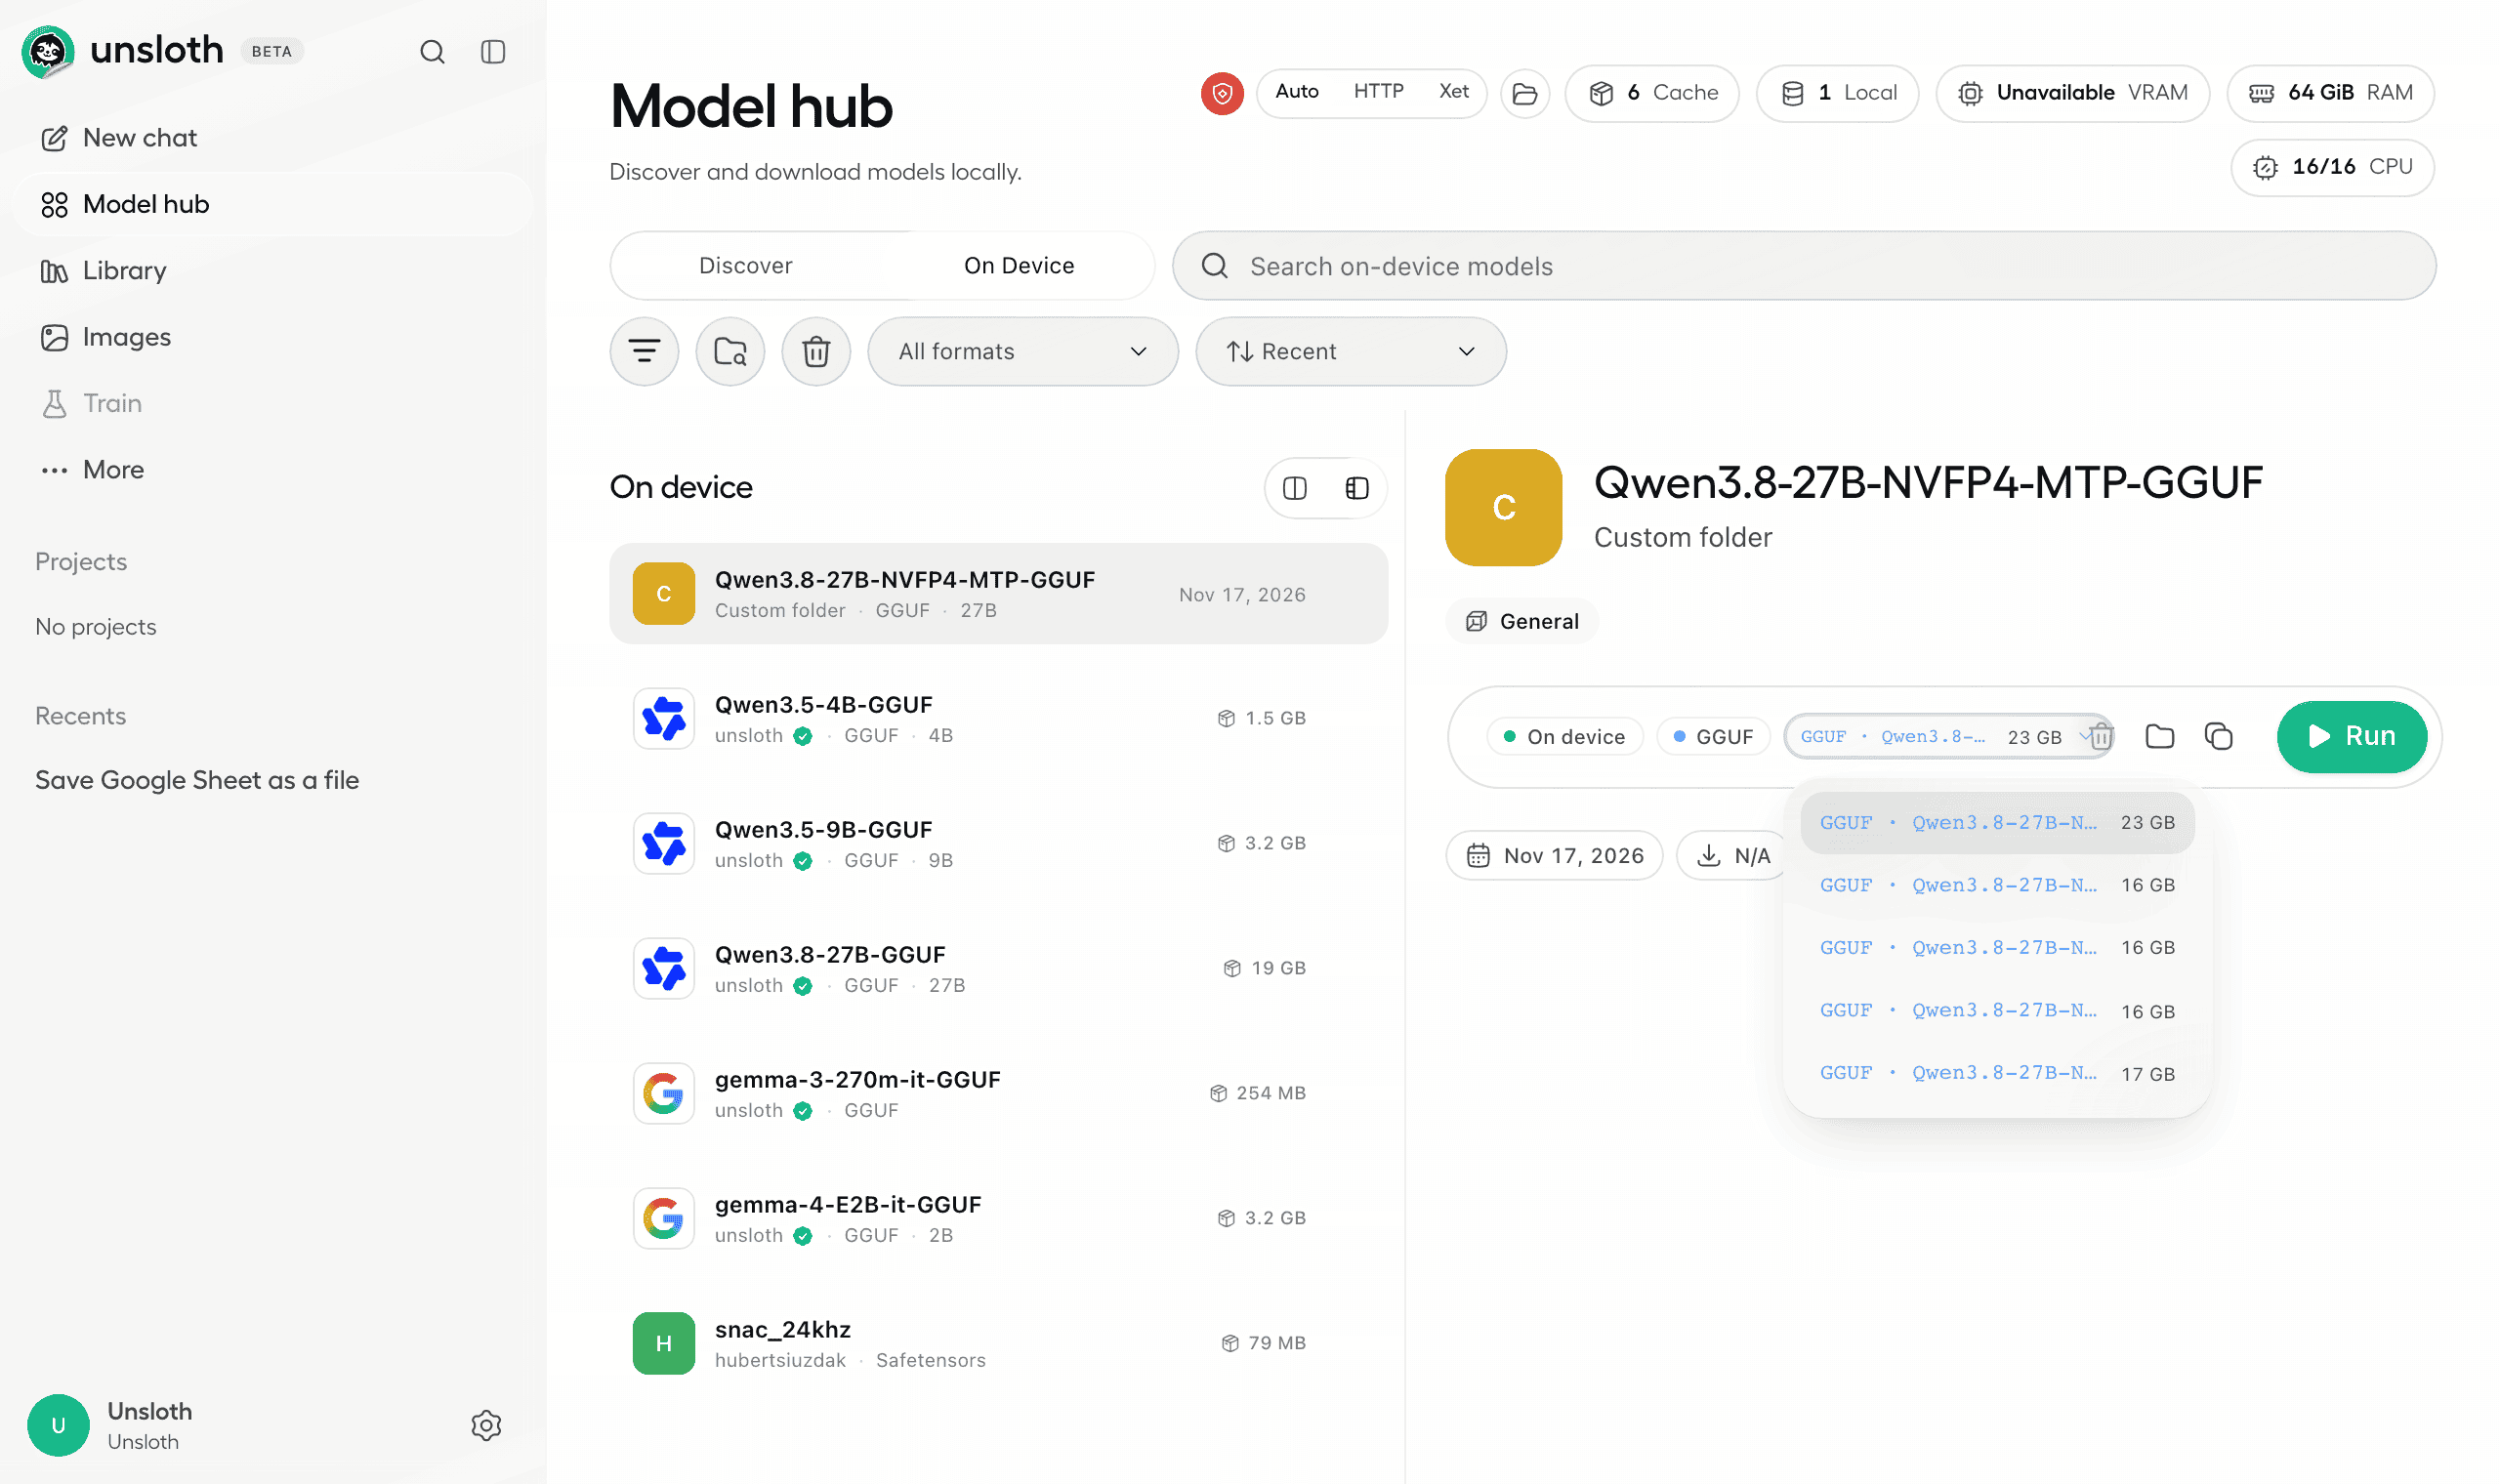 unsloth BETA
New chat
Model hub
Library
Images
Train
More
Projects
No projects
Recents
Save Google Sheet as a file
U
Unsloth
Unsloth
Model hub
Discover and download models locally.
Auto HTTP Xet
6 Cache
1 Local
Unavailable VRAM
64 GiB RAM
16/16 CPU
Discover On Device
Search on-device models
All formats
Recent
On device
C
Qwen3.8-27B-NVFP4-MTP-GGUF
Custom folder · GGUF · 27B
Nov 17, 2026
Qwen3.5-4B-GGUF
unsloth · GGUF · 4B
1.5 GB
Qwen3.5-9B-GGUF
unsloth · GGUF · 9B
3.2 GB
Qwen3.8-27B-GGUF
unsloth · GGUF · 27B
19 GB
gemma-3-270m-it-GGUF
unsloth · GGUF
254 MB
gemma-4-E2B-it-GGUF
unsloth · GGUF · 2B
3.2 GB
H
snac_24khz
hubertsiuzdak · Safetensors
79 MB
C
Qwen3.8-27B-NVFP4-MTP-GGUF
Custom folder
General
On device
GGUF
GGUF · Qwen3.8-… 23 GB
Run
Nov 17, 2026
N/A
GGUF · Qwen3.8-27B-N… 23 GB
GGUF · Qwen3.8-27B-N… 16 GB
GGUF · Qwen3.8-27B-N… 16 GB
GGUF · Qwen3.8-27B-N… 16 GB
GGUF · Qwen3.8-27B-N… 17 GB